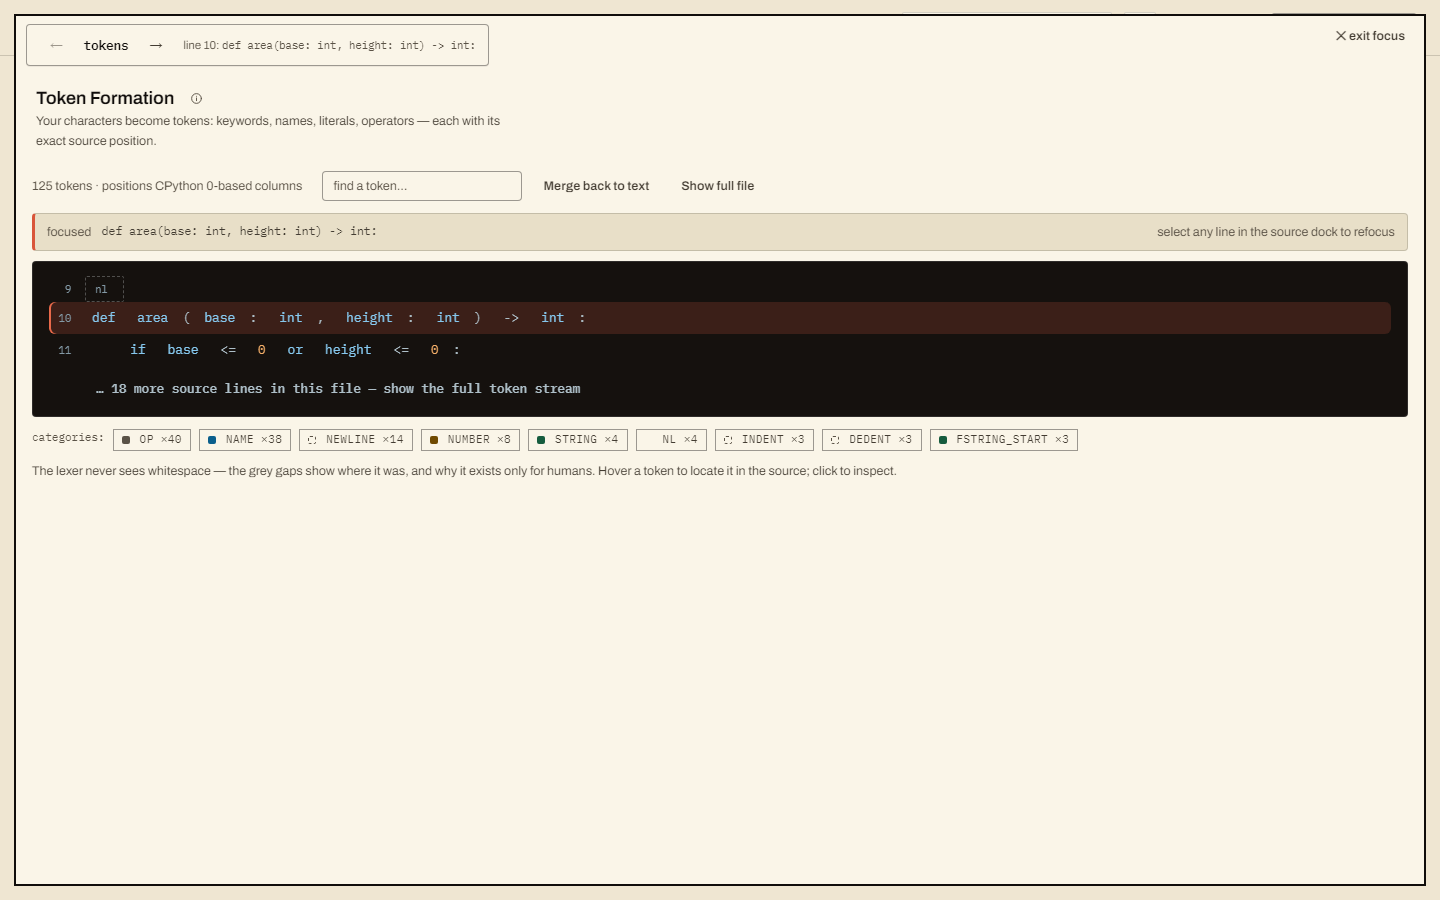 ← tokens → line 10: def area(base: int, height: int) -> int:
exit focus
Token Formation
Your characters become tokens: keywords, names, literals, operators — each with its
exact source position.
125 tokens · positions CPython 0-based columns
find a token...
Merge back to text
Show full file
focused def area(base: int, height: int) -> int:
select any line in the source dock to refocus
9 nl
10 def area ( base : int , height : int ) -> int :
11 if base <= 0 or height <= 0 :
… 18 more source lines in this file — show the full token stream
categories: OP ×40 NAME ×38 NEWLINE ×14 NUMBER ×8 STRING ×4 NL ×4 INDENT ×3 DEDENT ×3 FSTRING_START ×3
The lexer never sees whitespace — the grey gaps show where it was, and why it exists only for humans. Hover a token to locate it in the source; click to inspect.